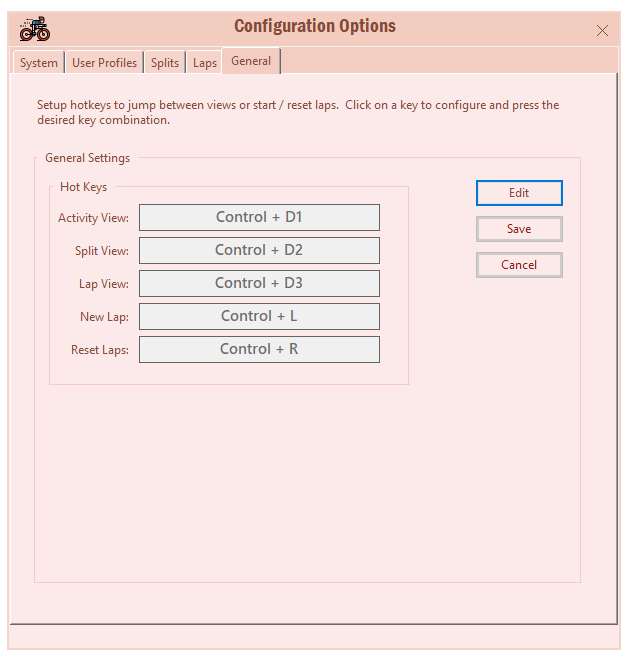 Configuration Options
System User Profiles Splits Laps General
Setup hotkeys to jump between views or start / reset laps. Click on a key to configure and press the
desired key combination.
General Settings
Hot Keys
Activity View: Control + D1
Split View: Control + D2
Lap View: Control + D3
New Lap: Control + L
Reset Laps: Control + R
Edit
Save
Cancel